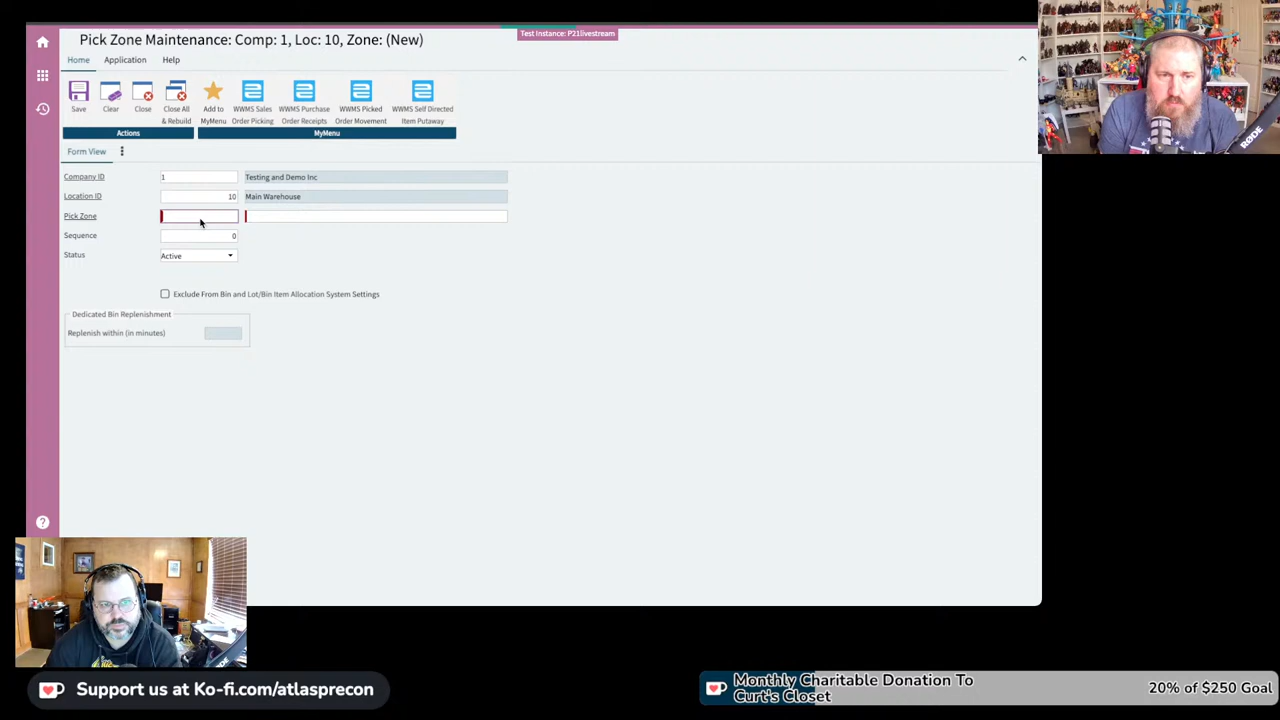 Test Instance: P21livestream
Pick Zone Maintenance: Comp: 1, Loc: 10, Zone: (New)
Home Application Help
Save
Clear
Close
Close All & Rebuild
Add to MyMenu
WWMS Sales Order Picking
WWMS Purchase Order Receipts
WWMS Picked Order Movement
WWMS Self Directed Item Putaway
Actions MyMenu
Form View
Company ID 1 Testing and Demo Inc
Location ID 10 Main Warehouse
Pick Zone
Sequence 0
Status Active
Exclude From Bin and Lot/Bin Item Allocation System Settings
Dedicated Bin Replenishment
Replenish within (in minutes)
RØDE
Support us at Ko-fi.com/atlasprecon
Monthly Charitable Donation To
Curt's Closet
20% of $250 Goal